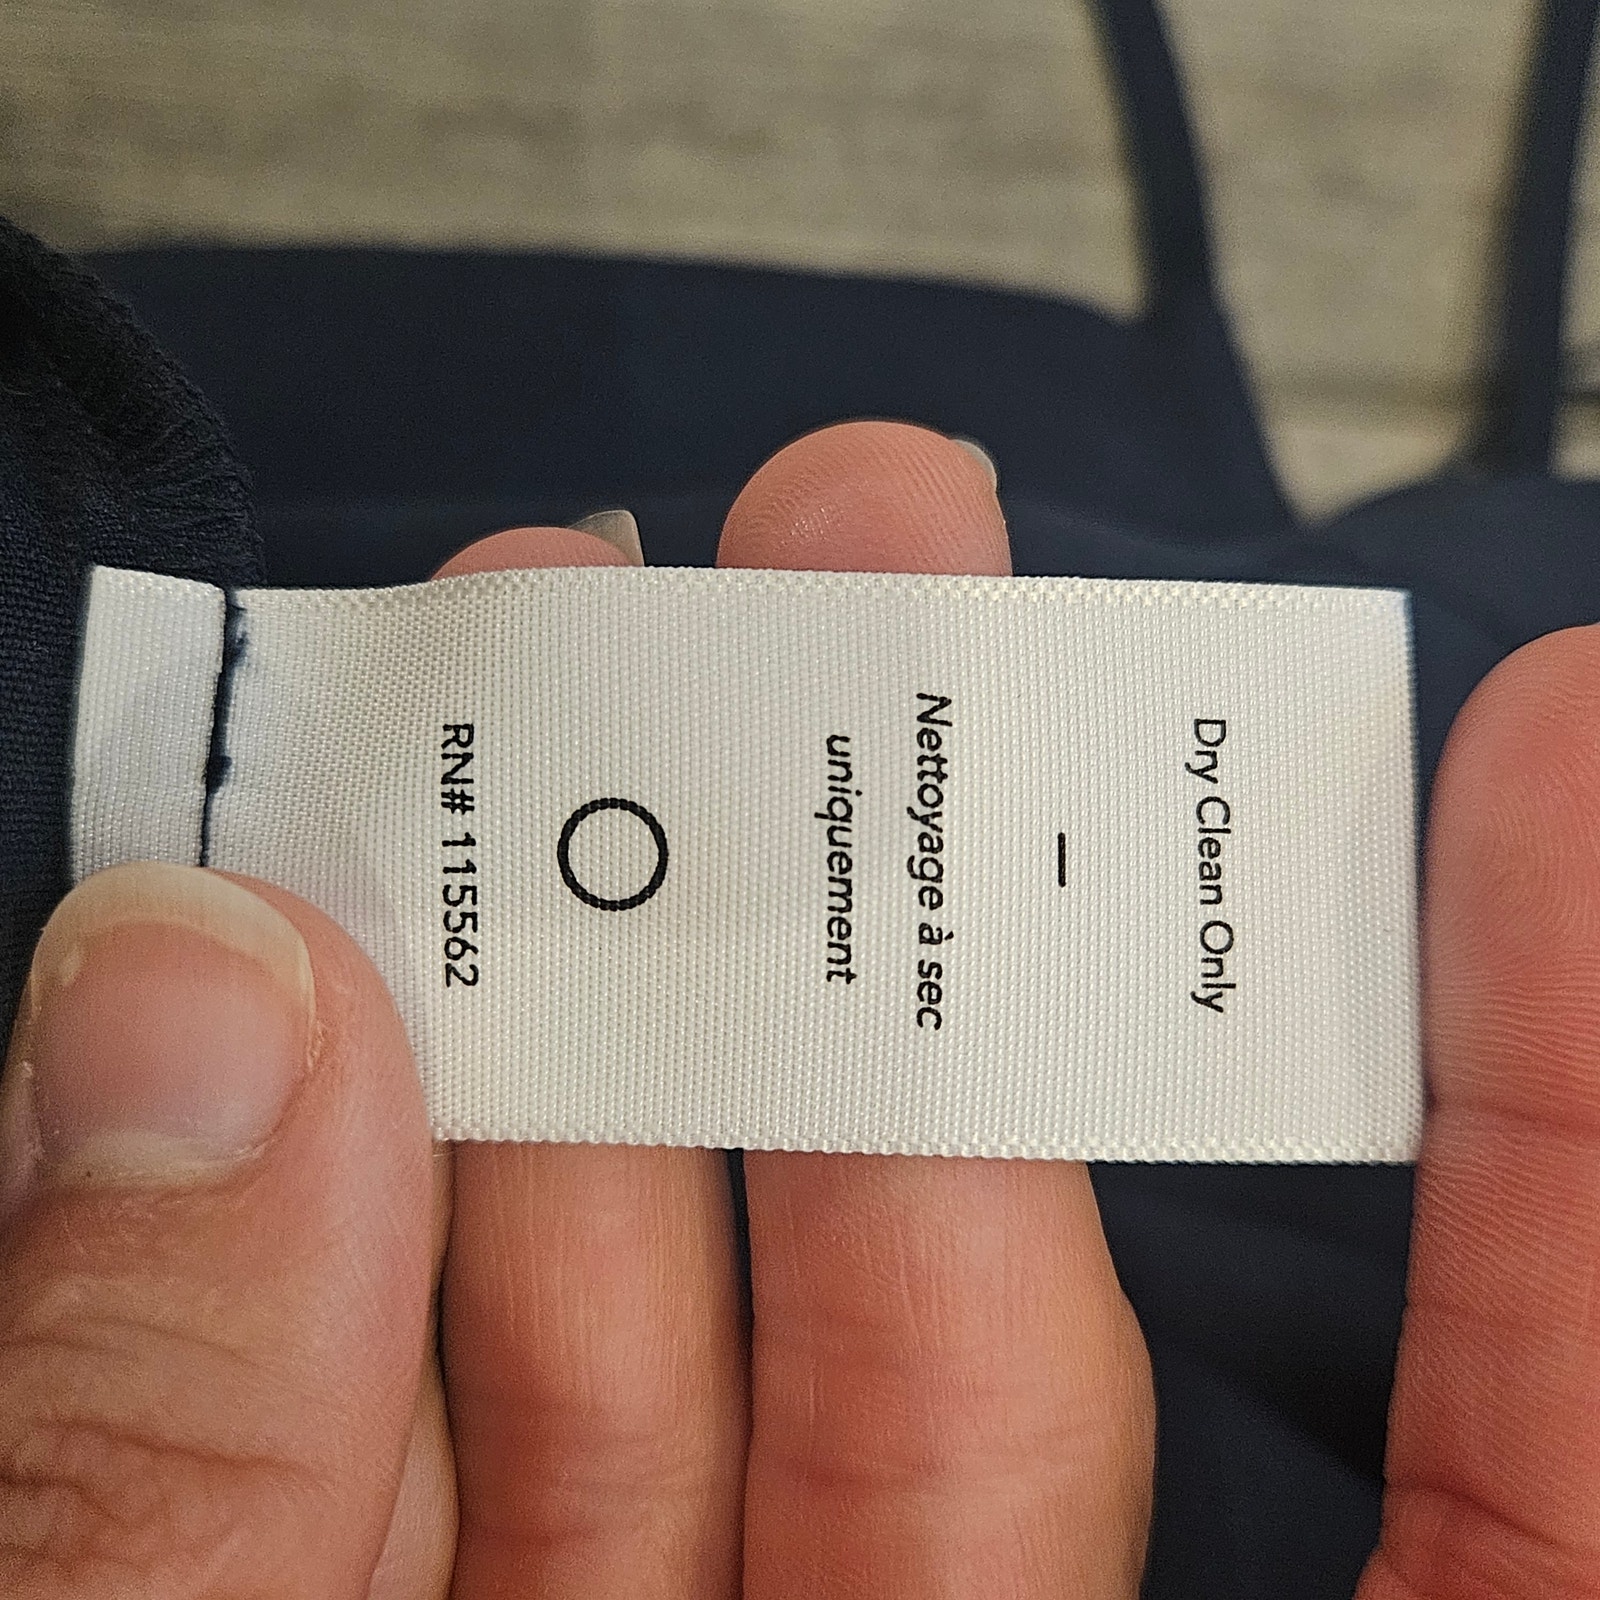 Dry Clean Only
–
Nettoyage à sec
uniquement
RN# 115562